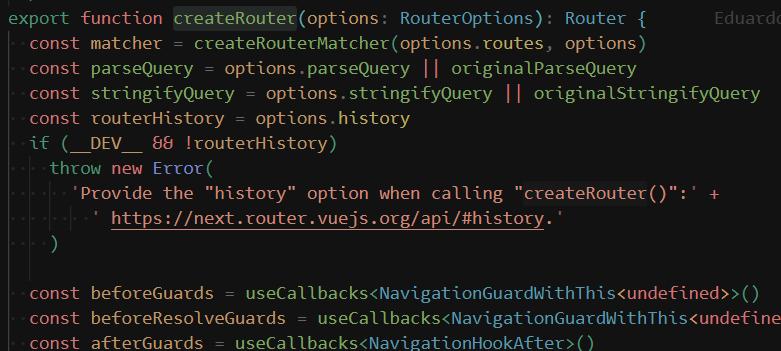 export function createRouter(options: RouterOptions): Router {    Eduardo
  const matcher = createRouterMatcher(options.routes, options)
  const parseQuery = options.parseQuery || originalParseQuery
  const stringifyQuery = options.stringifyQuery || originalStringifyQuery
  const routerHistory = options.history
  if (__DEV__ && !routerHistory)
    throw new Error(
      'Provide the "history" option when calling "createRouter()":' +
        ' https://next.router.vuejs.org/api/#history.'
    )
  const beforeGuards = useCallbacks<NavigationGuardWithThis<undefined>>()
  const beforeResolveGuards = useCallbacks<NavigationGuardWithThis<undefine
  const afterGuards = useCallbacks<NavigationHookAfter>()